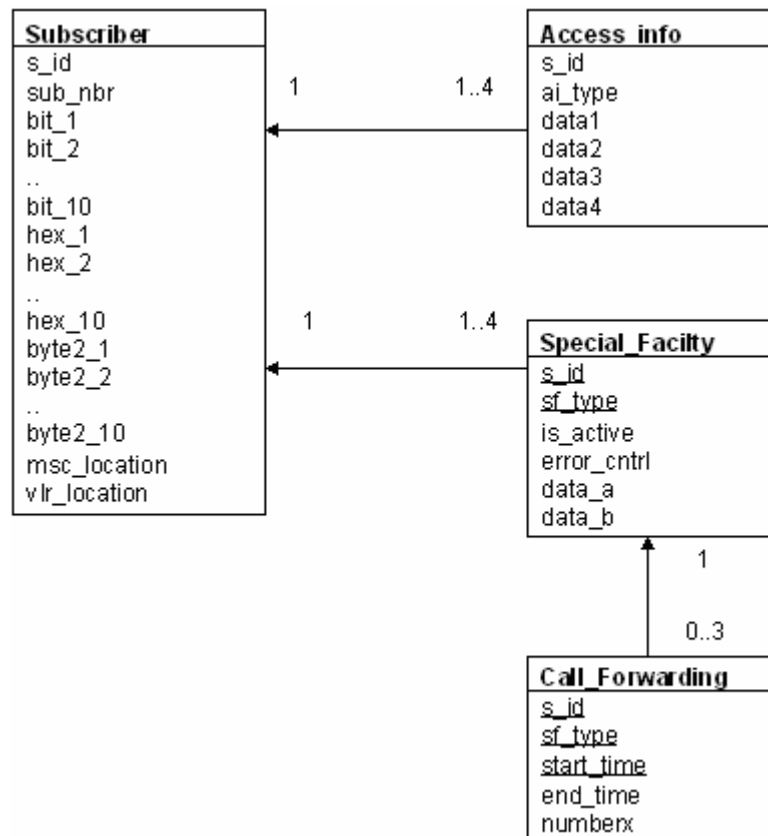 Subscriber
s_id
sub_nbr
bit_1
bit_2
..
bit_10
hex_1
hex_2
..
hex_10
byte2_1
byte2_2
..
byte2_10
msc_location
vlr_location
1
1..4
Access_info
s_id
ai_type
data1
data2
data3
data4
1
1..4
Special_Facilty
s_id
sf_type
is_active
error_cntrl
data_a
data_b
1
0..3
Call_Forwarding
s_id
sf_type
start_time
end_time
numberx